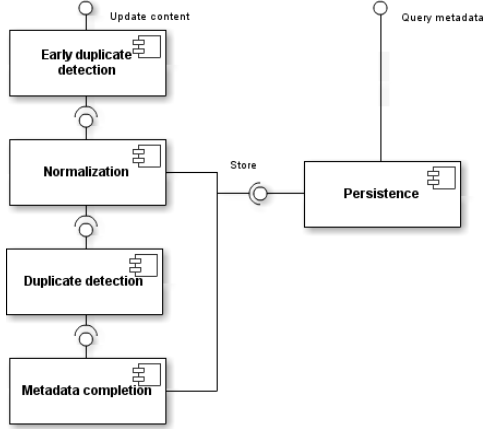 Update content
Query metadata
Early duplicate
detection
Normalization
Store
Persistence
Duplicate detection
Metadata completion